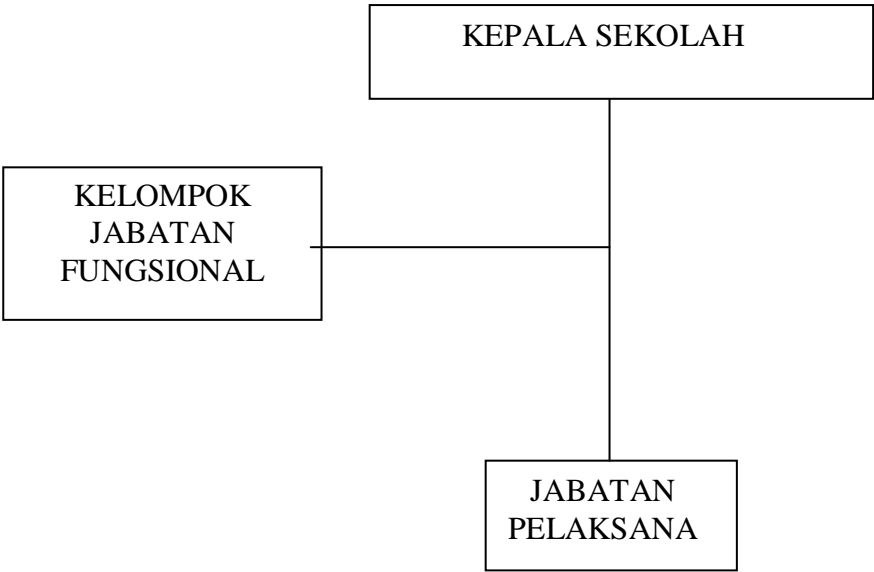 KEPALA SEKOLAH
KELOMPOK
JABATAN
FUNGSIONAL
JABATAN
PELAKSANA